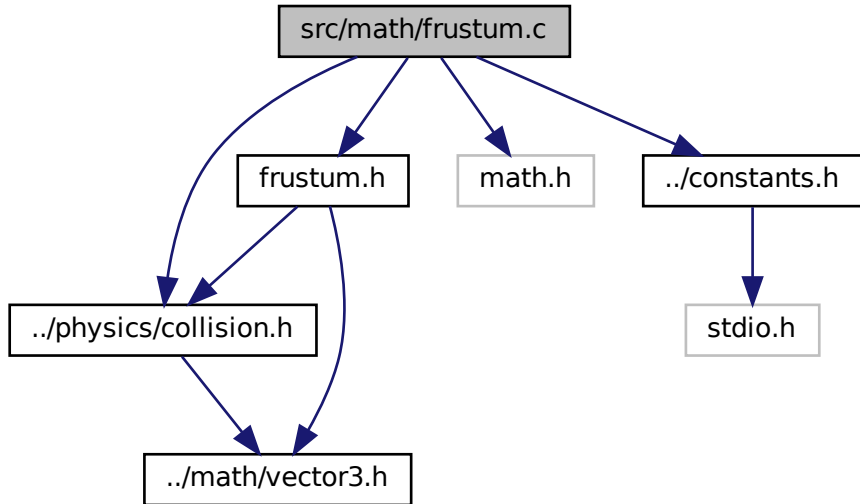 src/math/frustum.c
frustum.h
math.h
../constants.h
../physics/collision.h
stdio.h
../math/vector3.h